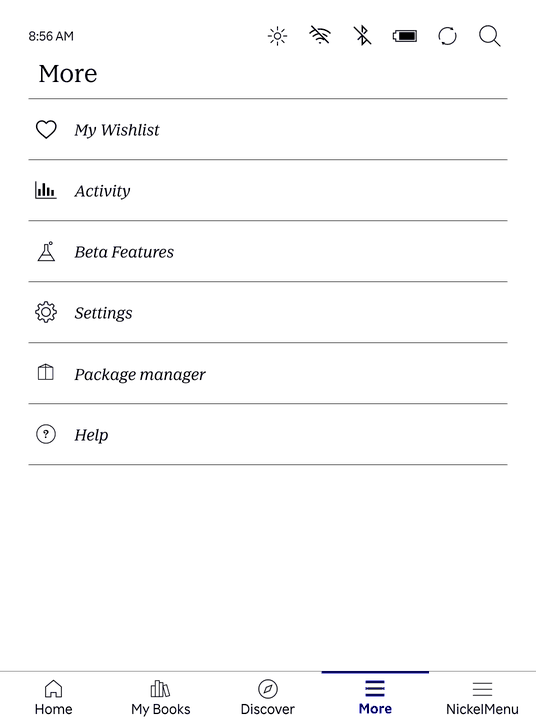 8:56 AM
More
My Wishlist
Activity
Beta Features
Settings
Package manager
Help
Home
My Books
Discover
More
NickelMenu